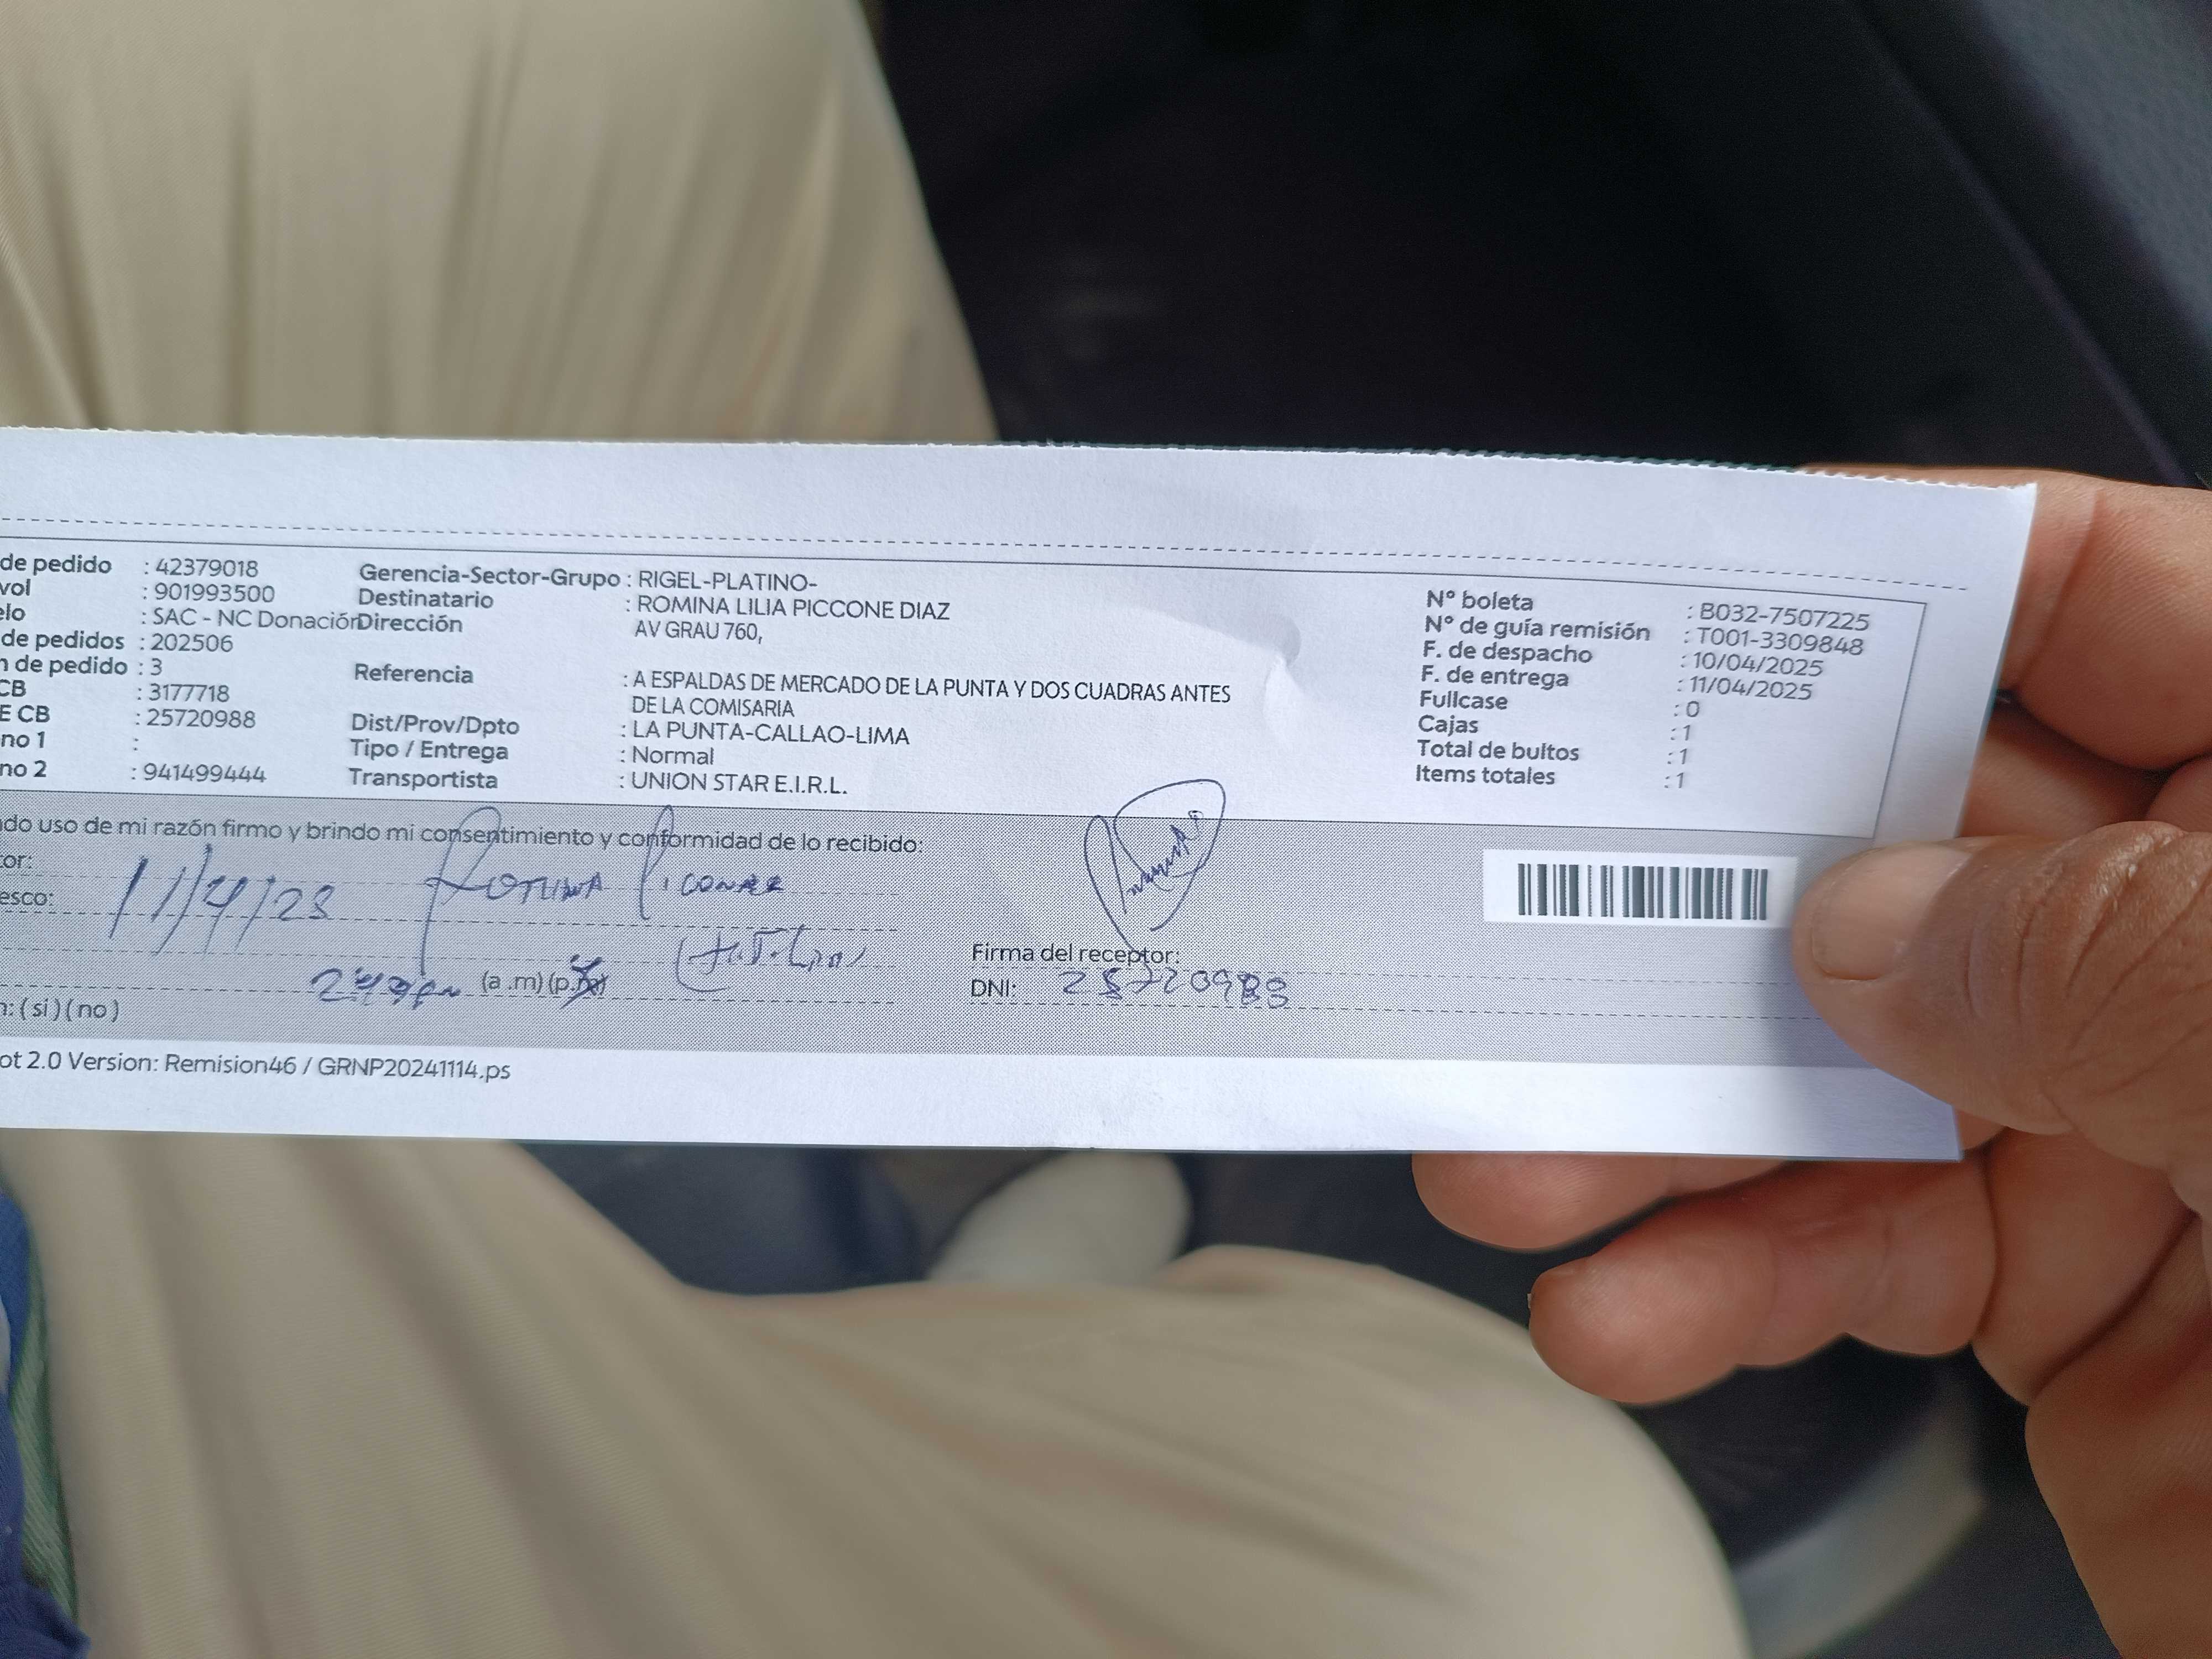 de pedido : 42379018
vol : 901993500
elo : SAC - NC Donación
de pedidos : 202506
n de pedido : 3
CB : 3177718
E CB : 25720988
no 1 :
no 2 : 941499444
Gerencia-Sector-Grupo : RIGEL-PLATINO-
Destinatario : ROMINA LILIA PICCONE DIAZ
Dirección AV GRAU 760,
Referencia : A ESPALDAS DE MERCADO DE LA PUNTA Y DOS CUADRAS ANTES
DE LA COMISARIA
Dist/Prov/Dpto : LA PUNTA-CALLAO-LIMA
Tipo / Entrega : Normal
Transportista : UNION STAR E.I.R.L.
N° boleta : B032-7507225
N° de guía remisión : T001-3309848
F. de despacho : 10/04/2025
F. de entrega : 11/04/2025
Fullcase : 0
Cajas : 1
Total de bultos : 1
Items totales : 1
ndo uso de mi razón firmo y brindo mi consentimiento y conformidad de lo recibido:
tor:
esco: 11/4/25
(a .m) (p.m)
Firma del receptor:
DNI: 25720988
n: (si) (no)
ot 2.0 Version: Remision46 / GRNP20241114.ps